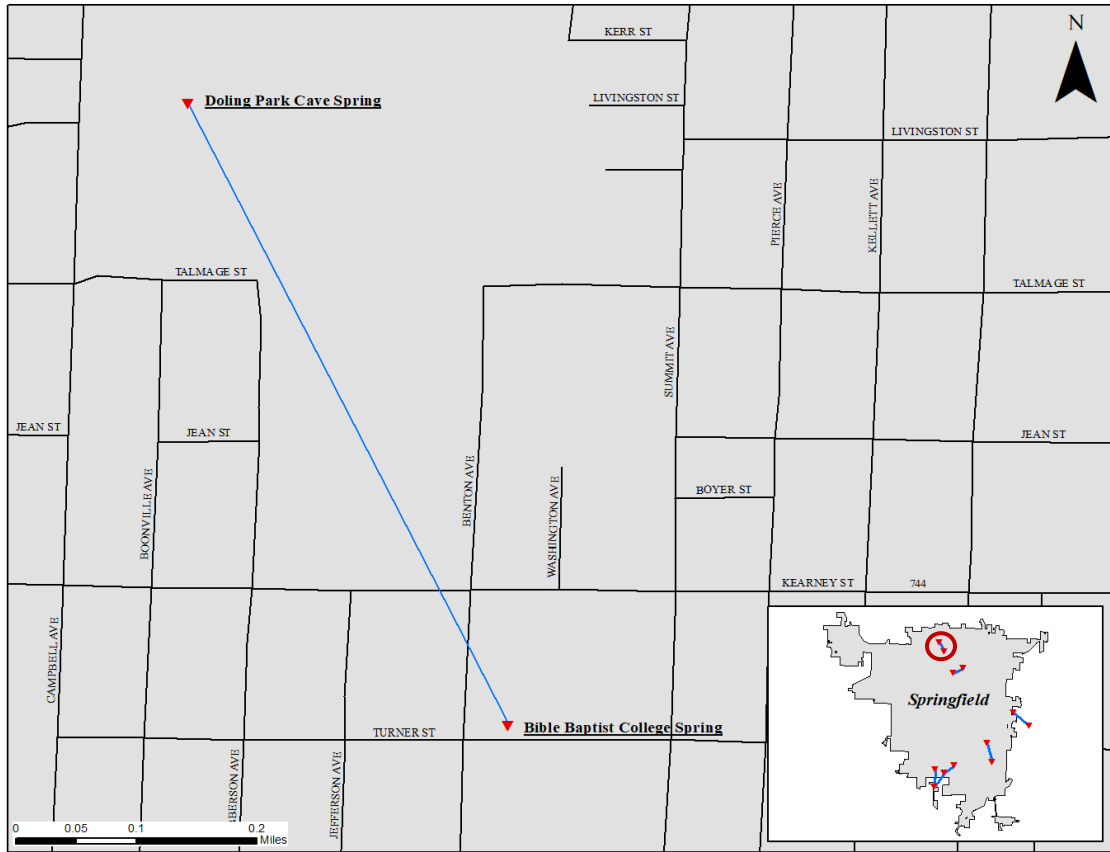 KERR ST
N
Doling Park Cave Spring
LIVINGSTON ST
LIVINGSTON ST
PIERCE AVE
KELLETT AVE
TALMAGE ST
TALMAGE ST
SUMMIT AVE
JEAN ST
JEAN ST
JEAN ST
BOONVILLE AVE
BENTON AVE
WASHINGTON AVE
BOYER ST
KEARNEY ST
744
CAMPBELL AVE
Springfield
Bible Baptist College Spring
TURNER ST
BBERSON AVE
JEFFERSON AVE
0 0.05 0.1 0.2
Miles